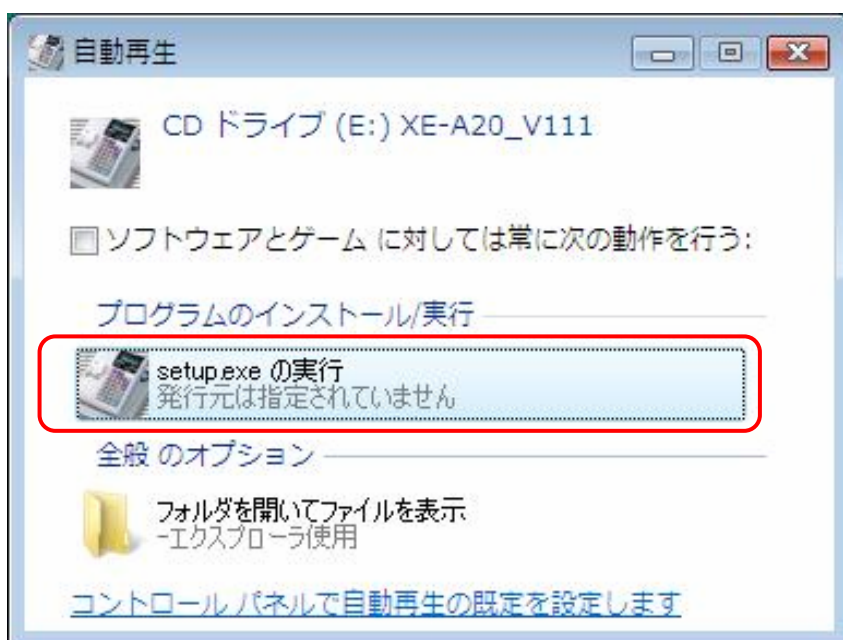 自動再生
CD ドライブ (E:) XE-A20_V111
ソフトウェアとゲーム に対しては常に次の動作を行う:
プログラムのインストール/実行
setup.exe の実行
発行元は指定されていません
全般 のオプション
フォルダを開いてファイルを表示
-エクスプローラ使用
コントロール パネルで自動再生の既定を設定します